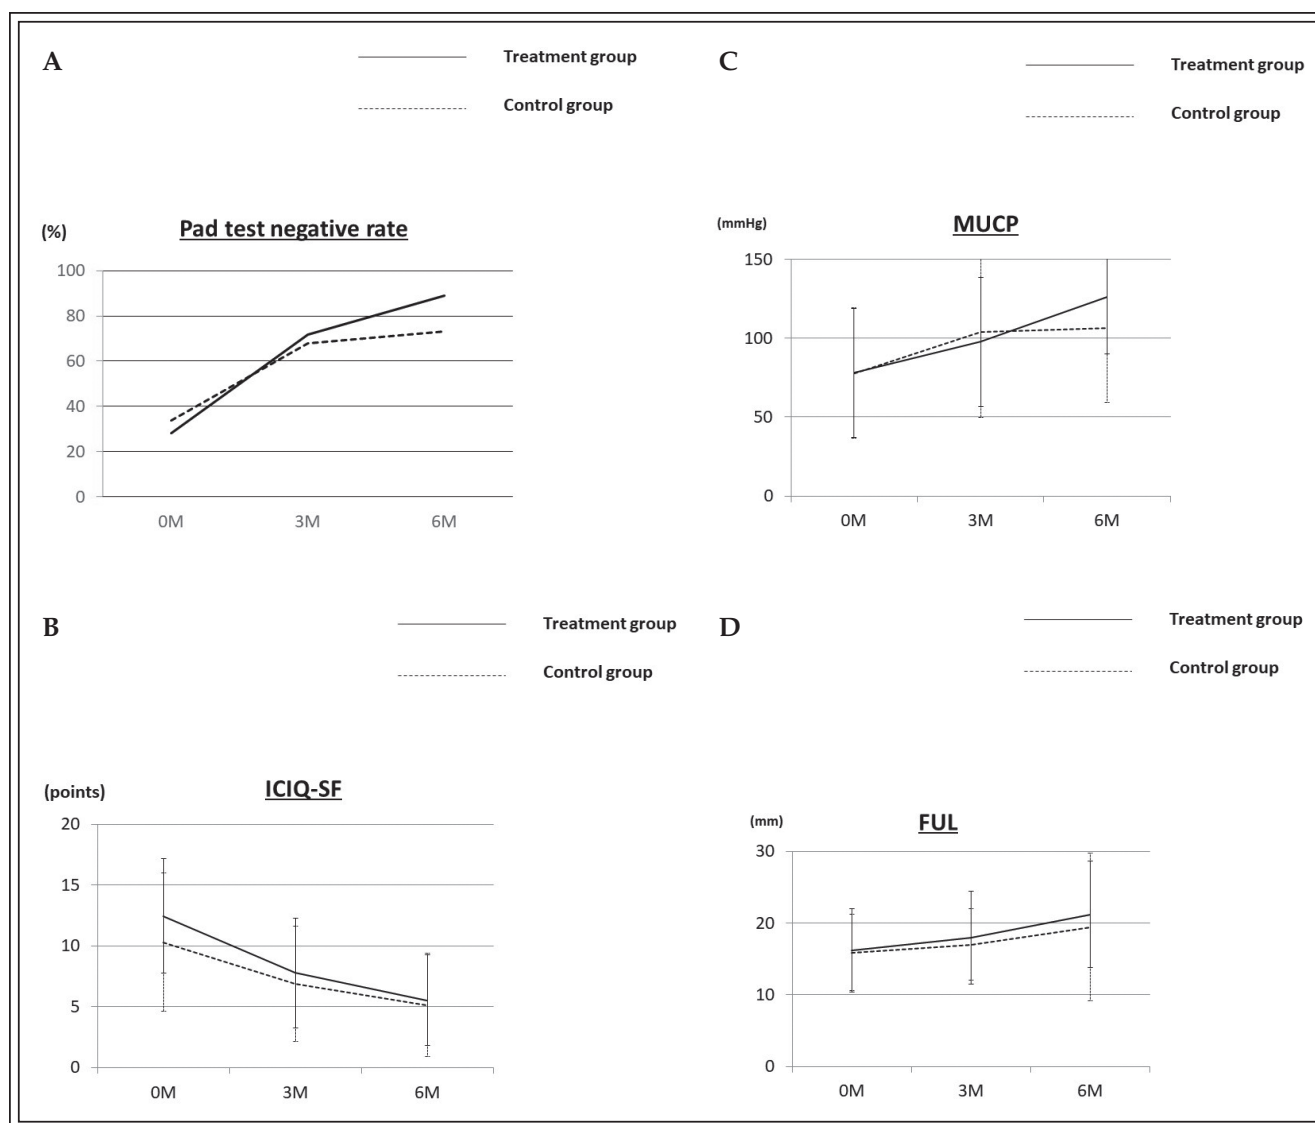 A
Treatment group
Control group
(%)
Pad test negative rate
100
80
60
40
20
0
0M 3M 6M
B
Treatment group
Control group
(points)
ICIQ-SF
20
15
10
5
0
0M 3M 6M
C
Treatment group
Control group
(mmHg)
MUCP
150
100
50
0
0M 3M 6M
D
Treatment group
Control group
(mm)
FUL
30
20
10
0
0M 3M 6M